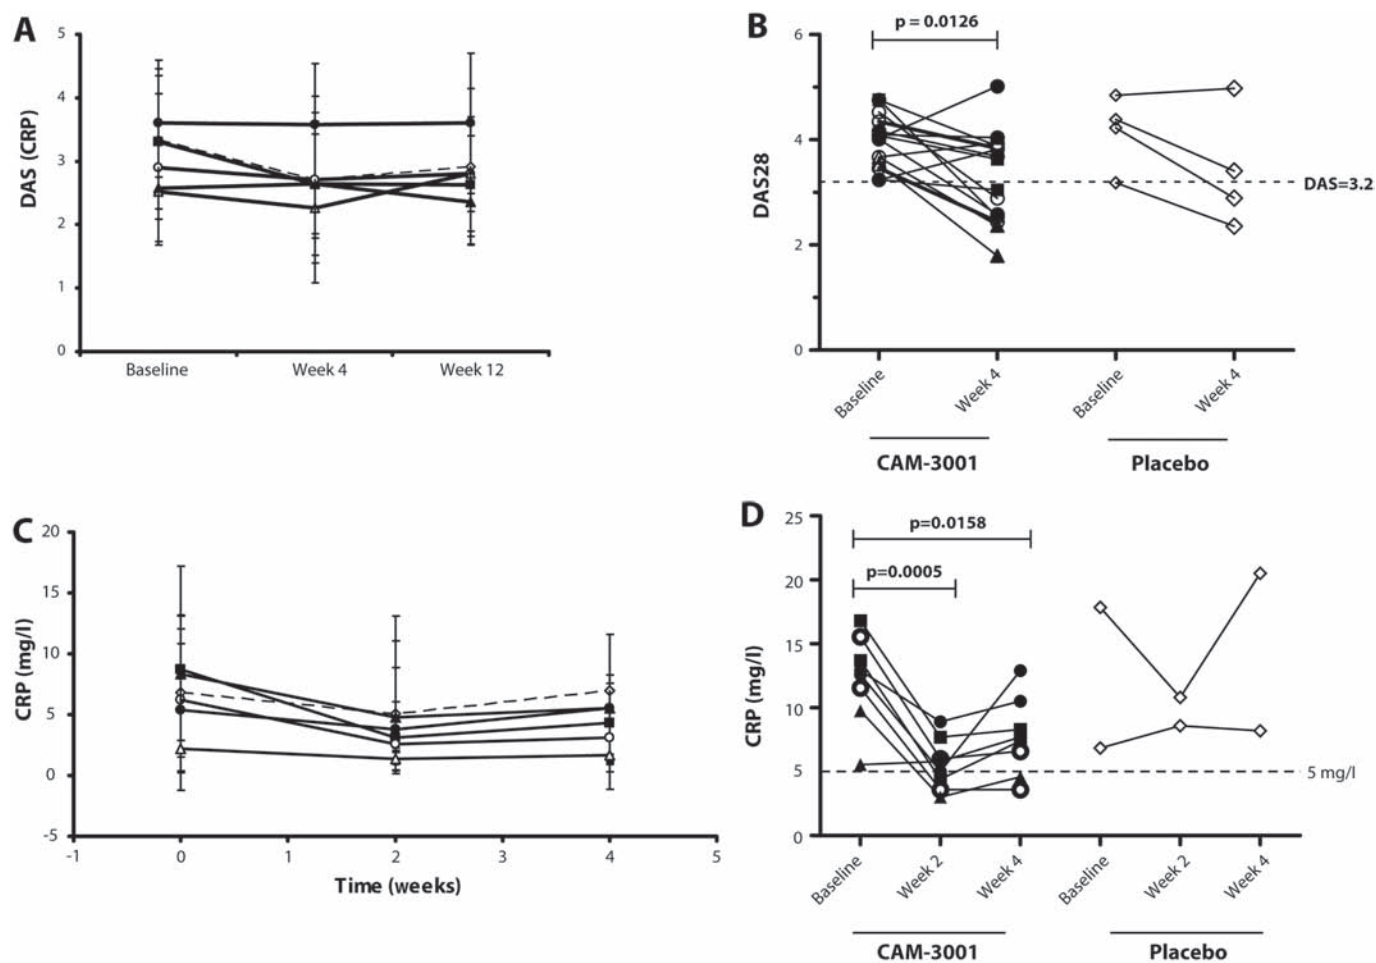 A
DAS (CRP)
5
4
3
2
1
0
Baseline Week 4 Week 12
B
p = 0.0126
DAS28
6
4
2
0
DAS=3.2
Baseline Week 4 Baseline Week 4
CAM-3001 Placebo
C
CRP (mg/l)
20
15
10
5
0
-5
-1 0 1 2 3 4 5
Time (weeks)
D
p=0.0158
p=0.0005
CRP (mg/l)
25
20
15
10
5
0
5 mg/l
Baseline Week 2 Week 4 Baseline Week 2 Week 4
CAM-3001 Placebo